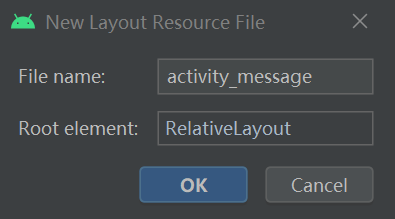 New Layout Resource File
File name: activity_message
Root element: RelativeLayout
OK Cancel